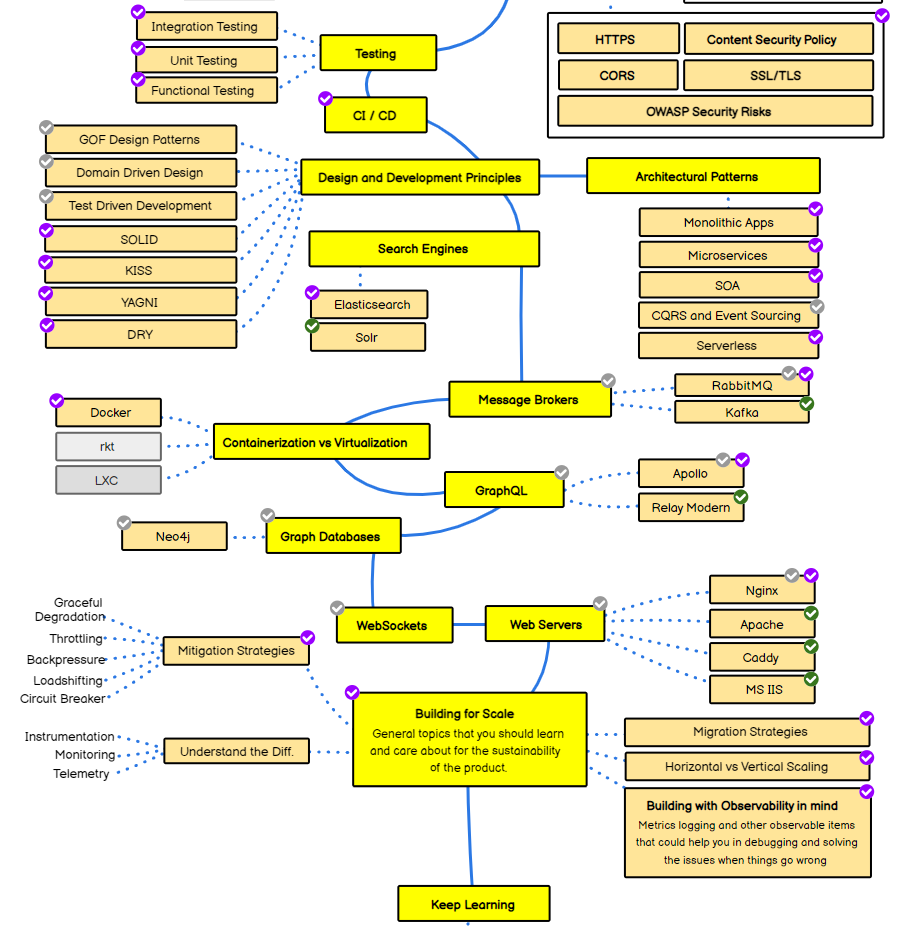 Integration Testing
Unit Testing
Functional Testing
Testing
CI / CD
HTTPS
Content Security Policy
CORS
SSL/TLS
OWASP Security Risks
GOF Design Patterns
Domain Driven Design
Test Driven Development
SOLID
KISS
YAGNI
DRY
Design and Development Principles
Architectural Patterns
Monolithic Apps
Microservices
SOA
CQRS and Event Sourcing
Serverless
Search Engines
Elasticsearch
Solr
Message Brokers
RabbitMQ
Kafka
Docker
rkt
LXC
Containerization vs Virtualization
GraphQL
Apollo
Relay Modern
Neo4j
Graph Databases
WebSockets
Web Servers
Nginx
Apache
Caddy
MS IIS
Graceful
Degradation
Throttling
Backpressure
Loadshifting
Circuit Breaker
Mitigation Strategies
Instrumentation
Monitoring
Telemetry
Understand the Diff.
Building for Scale
General topics that you should learn
and care about for the sustainability
of the product.
Migration Strategies
Horizontal vs Vertical Scaling
Building with Observability in mind
Metrics logging and other observable items
that could help you in debugging and solving
the issues when things go wrong
Keep Learning